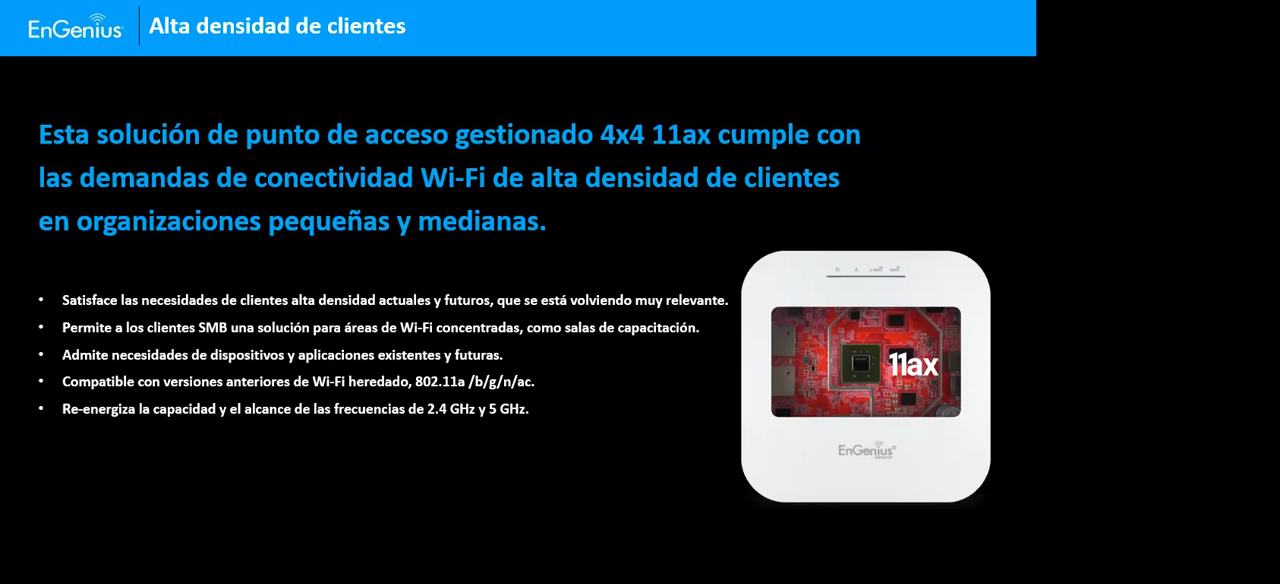 EnGenius
Alta densidad de clientes
Esta solución de punto de acceso gestionado 4x4 11ax cumple con
las demandas de conectividad Wi-Fi de alta densidad de clientes
en organizaciones pequeñas y medianas.
• Satisface las necesidades de clientes alta densidad actuales y futuros, que se está volviendo muy relevante.
• Permite a los clientes SMB una solución para áreas de Wi-Fi concentradas, como salas de capacitación.
• Admite necesidades de dispositivos y aplicaciones existentes y futuras.
• Compatible con versiones anteriores de Wi-Fi heredado, 802.11a /b/g/n/ac.
• Re-energiza la capacidad y el alcance de las frecuencias de 2.4 GHz y 5 GHz.
11ax
EnGenius®